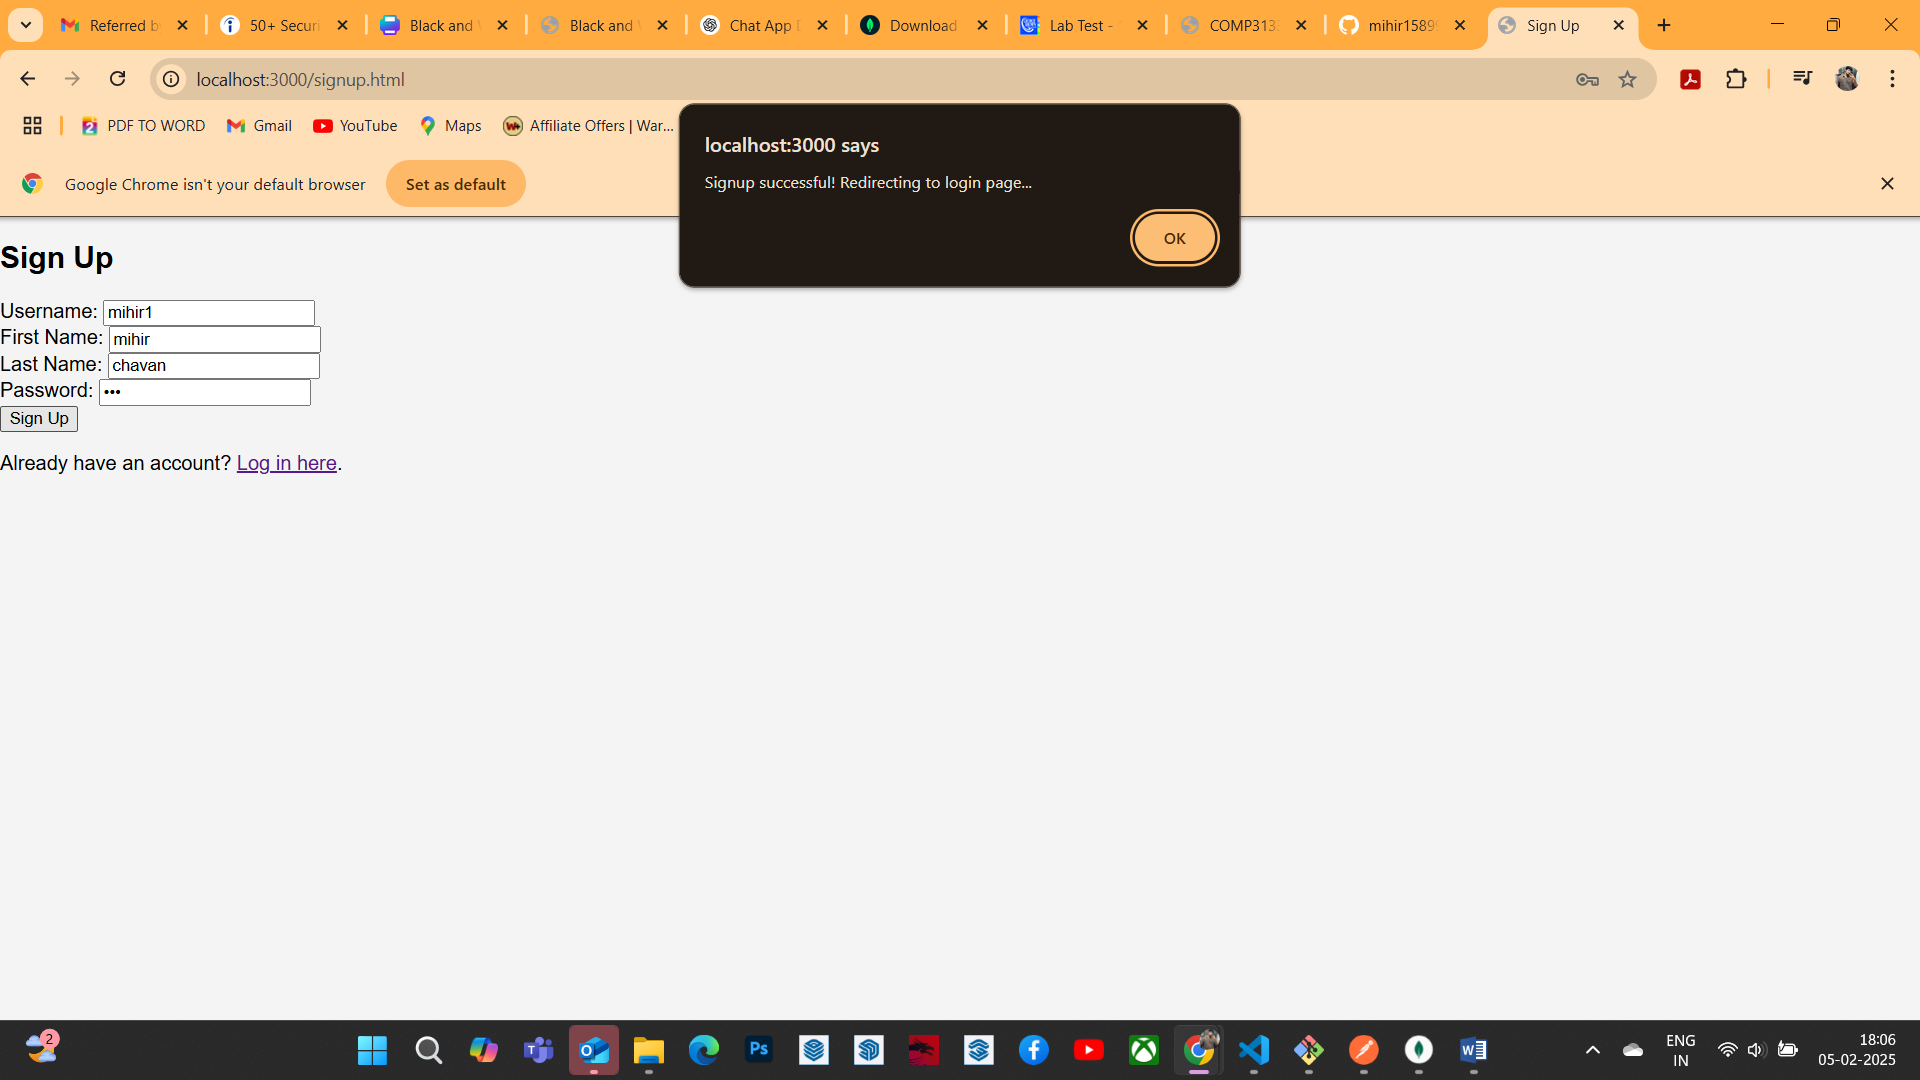 Referred b
50+ Securi
Black and
Black and
Chat App
Download
Lab Test -
COMP313
mihir1589
Sign Up
localhost:3000/signup.html
PDF TO WORD
Gmail
YouTube
Maps
Affiliate Offers | War...
Google Chrome isn't your default browser
Set as default
localhost:3000 says
Signup successful! Redirecting to login page...
OK
Sign Up
Username: mihir1
First Name: mihir
Last Name: chavan
Password: •••
Sign Up
Already have an account? Log in here.
2
Ps
ENG
IN
18:06
05-02-2025